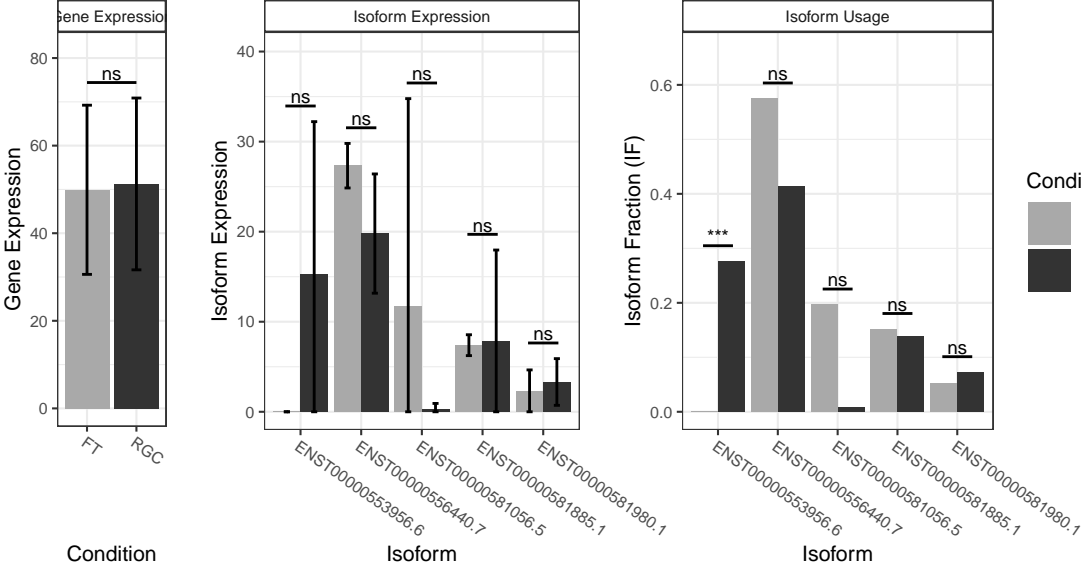 Gene Expression
Isoform Expression
Isoform Usage
Gene Expression
80
60
40
20
0
ns
FT
RGC
Condition
Isoform Expression
40
30
20
10
0
ns
ns
ns
ns
ns
ENST00000553956.6
ENST00000556440.7
ENST00000581056.5
ENST00000581885.1
ENST00000581980.1
Isoform
Isoform Fraction (IF)
0.6
0.4
0.2
0.0
***
ns
ns
ns
ns
ENST00000553956.6
ENST00000556440.7
ENST00000581056.5
ENST00000581885.1
ENST00000581980.1
Isoform
Condi